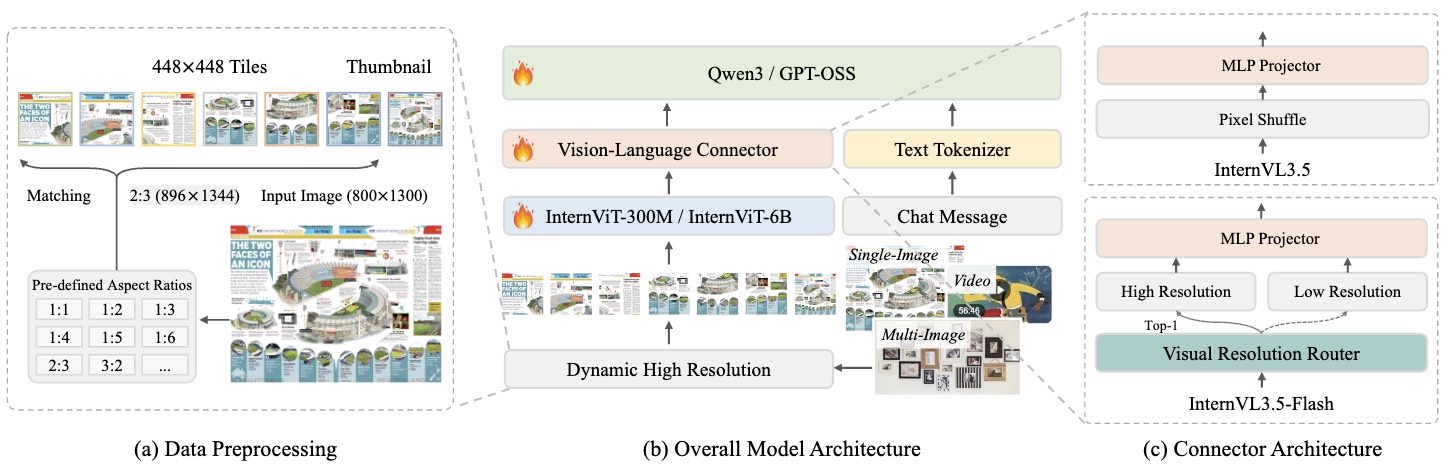 448×448 Tiles
Thumbnail
THE TWO
FACES OF
AN ICON
Matching
2:3 (896×1344)
Input Image (800×1300)
THE TWO
FACES OF
AN ICON
Pre-defined Aspect Ratios
1:1 1:2 1:3
1:4 1:5 1:6
2:3 3:2 ...
(a) Data Preprocessing
Qwen3 / GPT-OSS
Vision-Language Connector
Text Tokenizer
InternViT-300M / InternViT-6B
Chat Message
Single-Image
Video
56:46
Multi-Image
Dynamic High Resolution
(b) Overall Model Architecture
MLP Projector
Pixel Shuffle
InternVL3.5
MLP Projector
High Resolution
Low Resolution
Top-1
Visual Resolution Router
InternVL3.5-Flash
(c) Connector Architecture